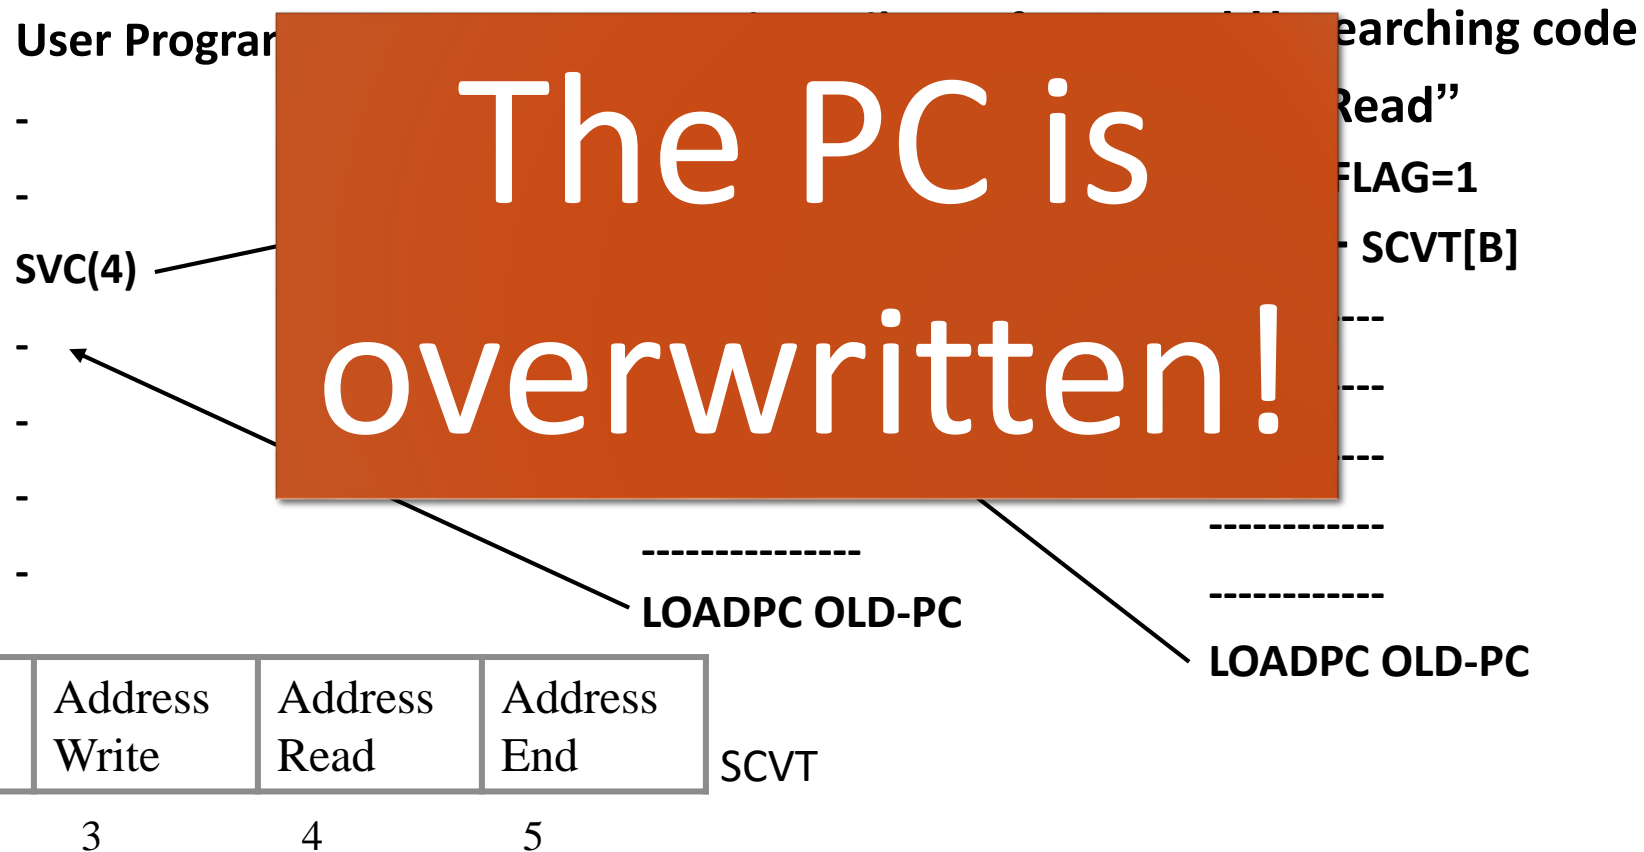 User
earching code
The PC is
overwritten!
Read”
FLAG=1
SVC(4)
SCVT[B]
-
-
-
-
-
-
----
----
----
------------
------------
---------------
LOADPC OLD-PC
LOADPC OLD-PC
Address Write
Address Read
Address End
SCVT
3 4 5